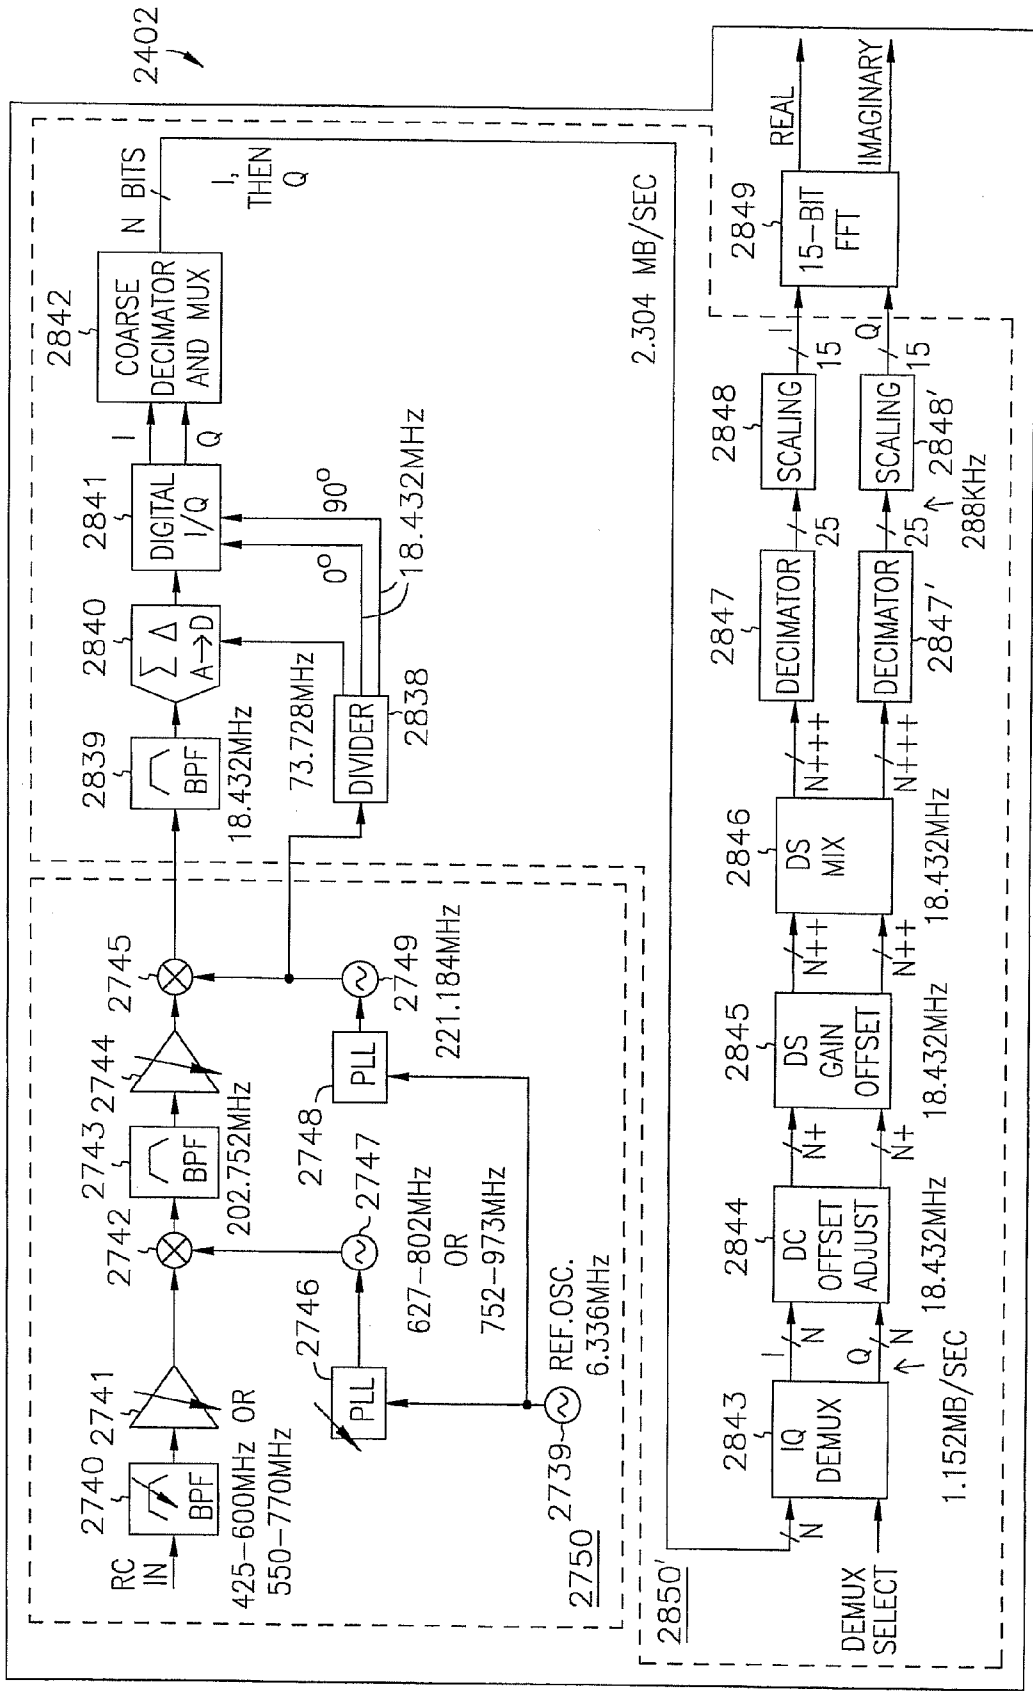 2402
RC
IN
2740
BPF
425–600MHz OR
550–770MHz
2741
2742
2743
BPF
202.752MHz
2744
2745
2746
PLL
2747
627–802MHz
OR
752–973MHz
2748
PLL
2749
221.184MHz
2739
REF.OSC.
6.336MHz
2750
2839
BPF
18.432MHz
2840
Σ Δ
A→D
2841
DIGITAL
I/Q
I
Q
2842
COARSE
DECIMATOR
AND MUX
N BITS
I,
THEN
Q
73.728MHz
DIVIDER
2838
0°
90°
18.432MHz
2.304 MB/SEC
2850'
N
DEMUX
SELECT
2843
IQ
DEMUX
I
N
Q
N
1.152MB/SEC
2844
DC
OFFSET
ADJUST
18.432MHz
N+
N+
2845
DS
GAIN
OFFSET
18.432MHz
N++
N++
2846
DS
MIX
18.432MHz
N+++
N+++
2847
DECIMATOR
DECIMATOR
2847'
25
25
288KHz
2848
SCALING
SCALING
2848'
I
15
Q
15
2849
15–BIT
FFT
REAL
IMAGINARY